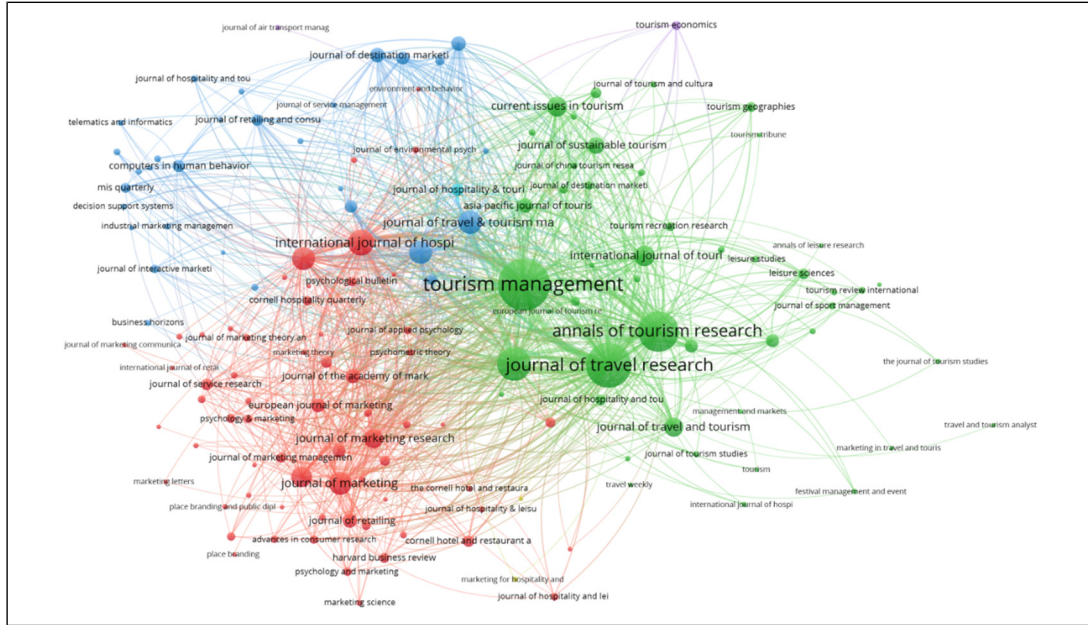 tourism economics
journal of air transport manag
journal of destination marketi
journal of hospitality and tou
environment and behavior
journal of tourism and cultura
journal of service management
current issues in tourism
tourism geographies
telematics and informatics
journal of retailing and consu
tourism tribune
journal of sustainable tourism
journal of environmental psych
computers in human behavior
journal of china tourism resea
mis quarterly
journal of hospitality & touri
journal of destination marketi
decision support systems
asia pacific journal of touris
industrial marketing managemen
journal of travel & tourism ma
tourism recreation research
international journal of hospi
annals of leisure research
international journal of touri
leisure studies
journal of interactive marketi
leisure sciences
psychological bulletin
tourism management
tourism review international
cornell hospitality quarterly
journal of sport management
european journal of tourism re
business horizons
journal of applied psychology
annals of tourism research
journal of marketing theory an
journal of marketing communica
marketing theory
psychometric theory
journal of travel research
the journal of tourism studies
international journal of retai
journal of the academy of mark
journal of service research
journal of hospitality and tou
european journal of marketing
management and markets
psychology & marketing
journal of travel and tourism
travel and tourism analyst
journal of marketing research
marketing in travel and touris
journal of marketing managemen
journal of tourism studies
tourism
marketing letters
journal of marketing
travel weekly
the cornell hotel and restaura
festival management and event
place branding and public dipl
journal of hospitality & leisu
international journal of hospi
journal of retailing
advances in consumer research
cornell hotel and restaurant a
place branding
harvard business review
psychology and marketing
marketing for hospitality and
journal of hospitality and lei
marketing science